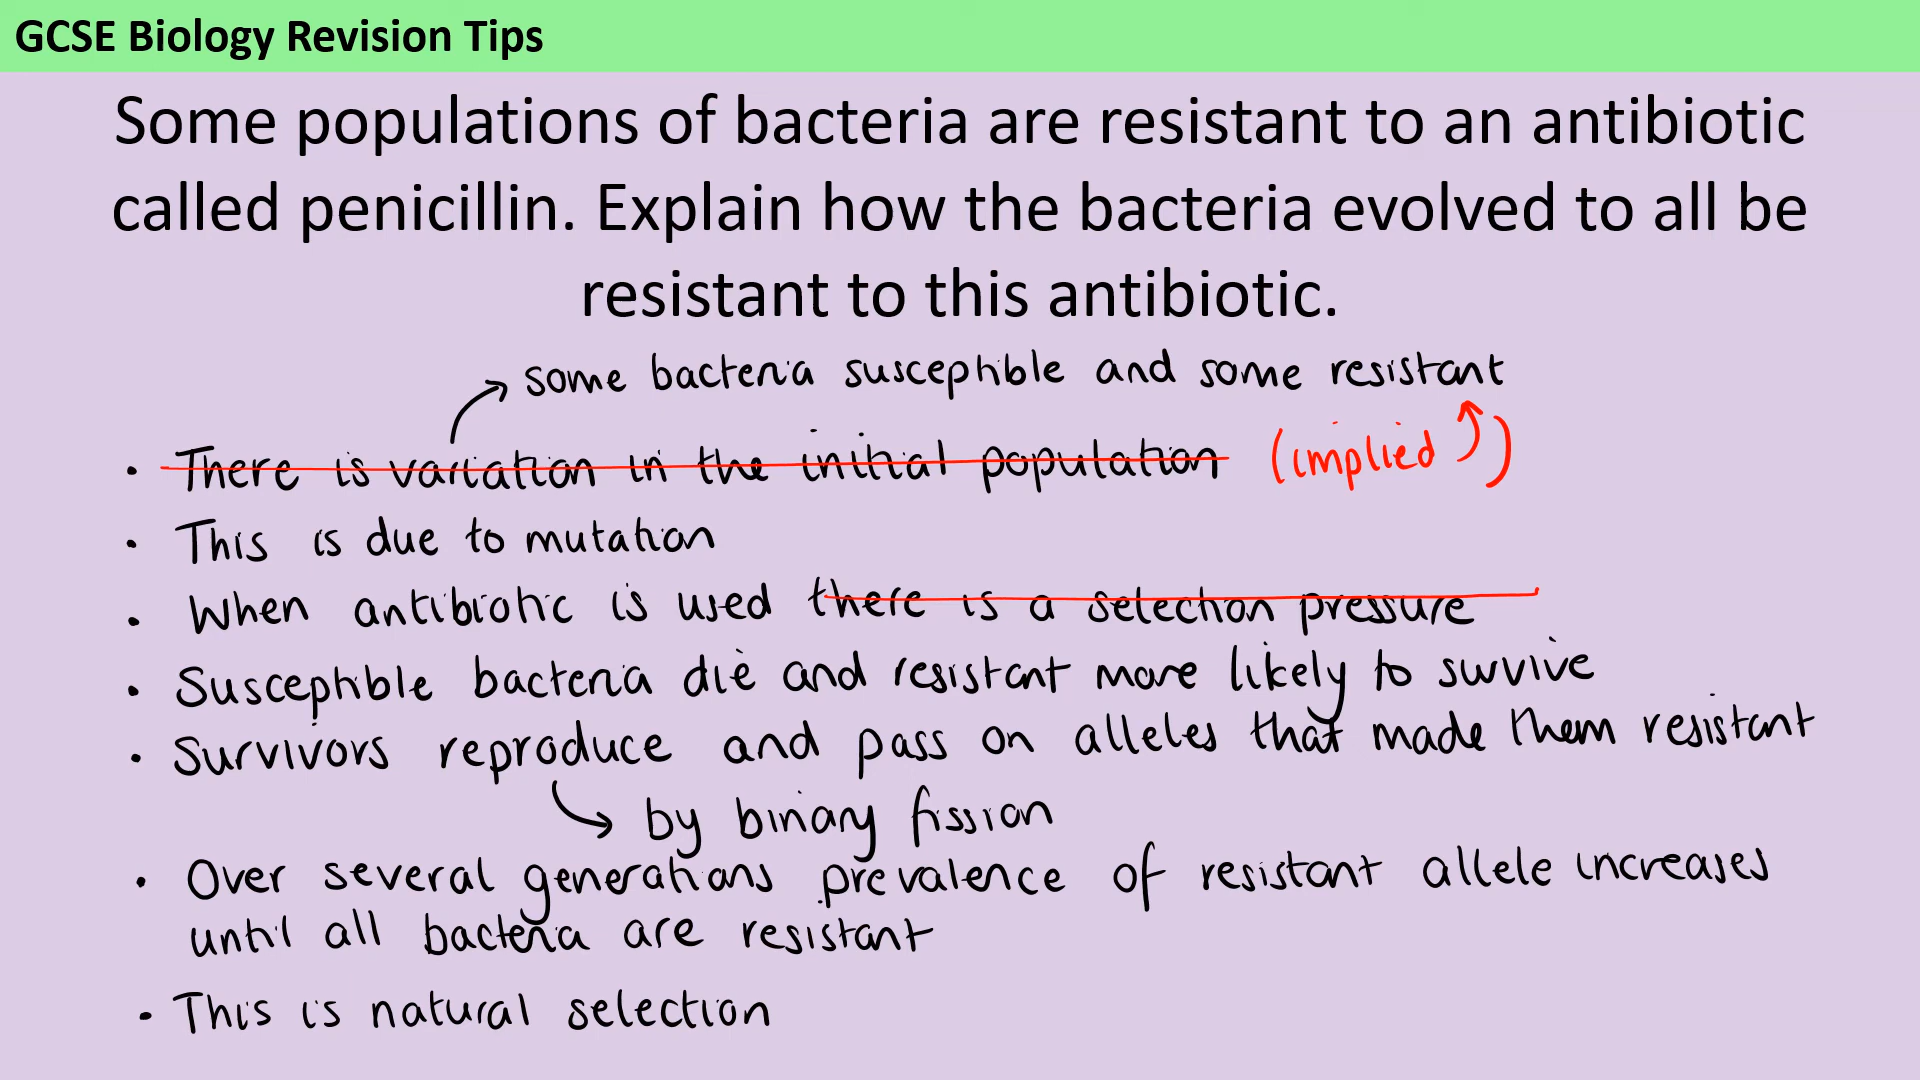 GCSE Biology Revision Tips
Some populations of bacteria are resistant to an antibiotic
called penicillin. Explain how the bacteria evolved to all be
resistant to this antibiotic.
some bacteria susceptible and some resistant
• There is variation in the initial population (implied )
• This is due to mutation
• When antibiotic is used there is a selection pressure
• Susceptible bacteria die and resistant more likely to survive
• Survivors reproduce and pass on alleles that made them resistant
by binary fission
• Over several generations prevalence of resistant allele increases
until all bacteria are resistant
• This is natural selection